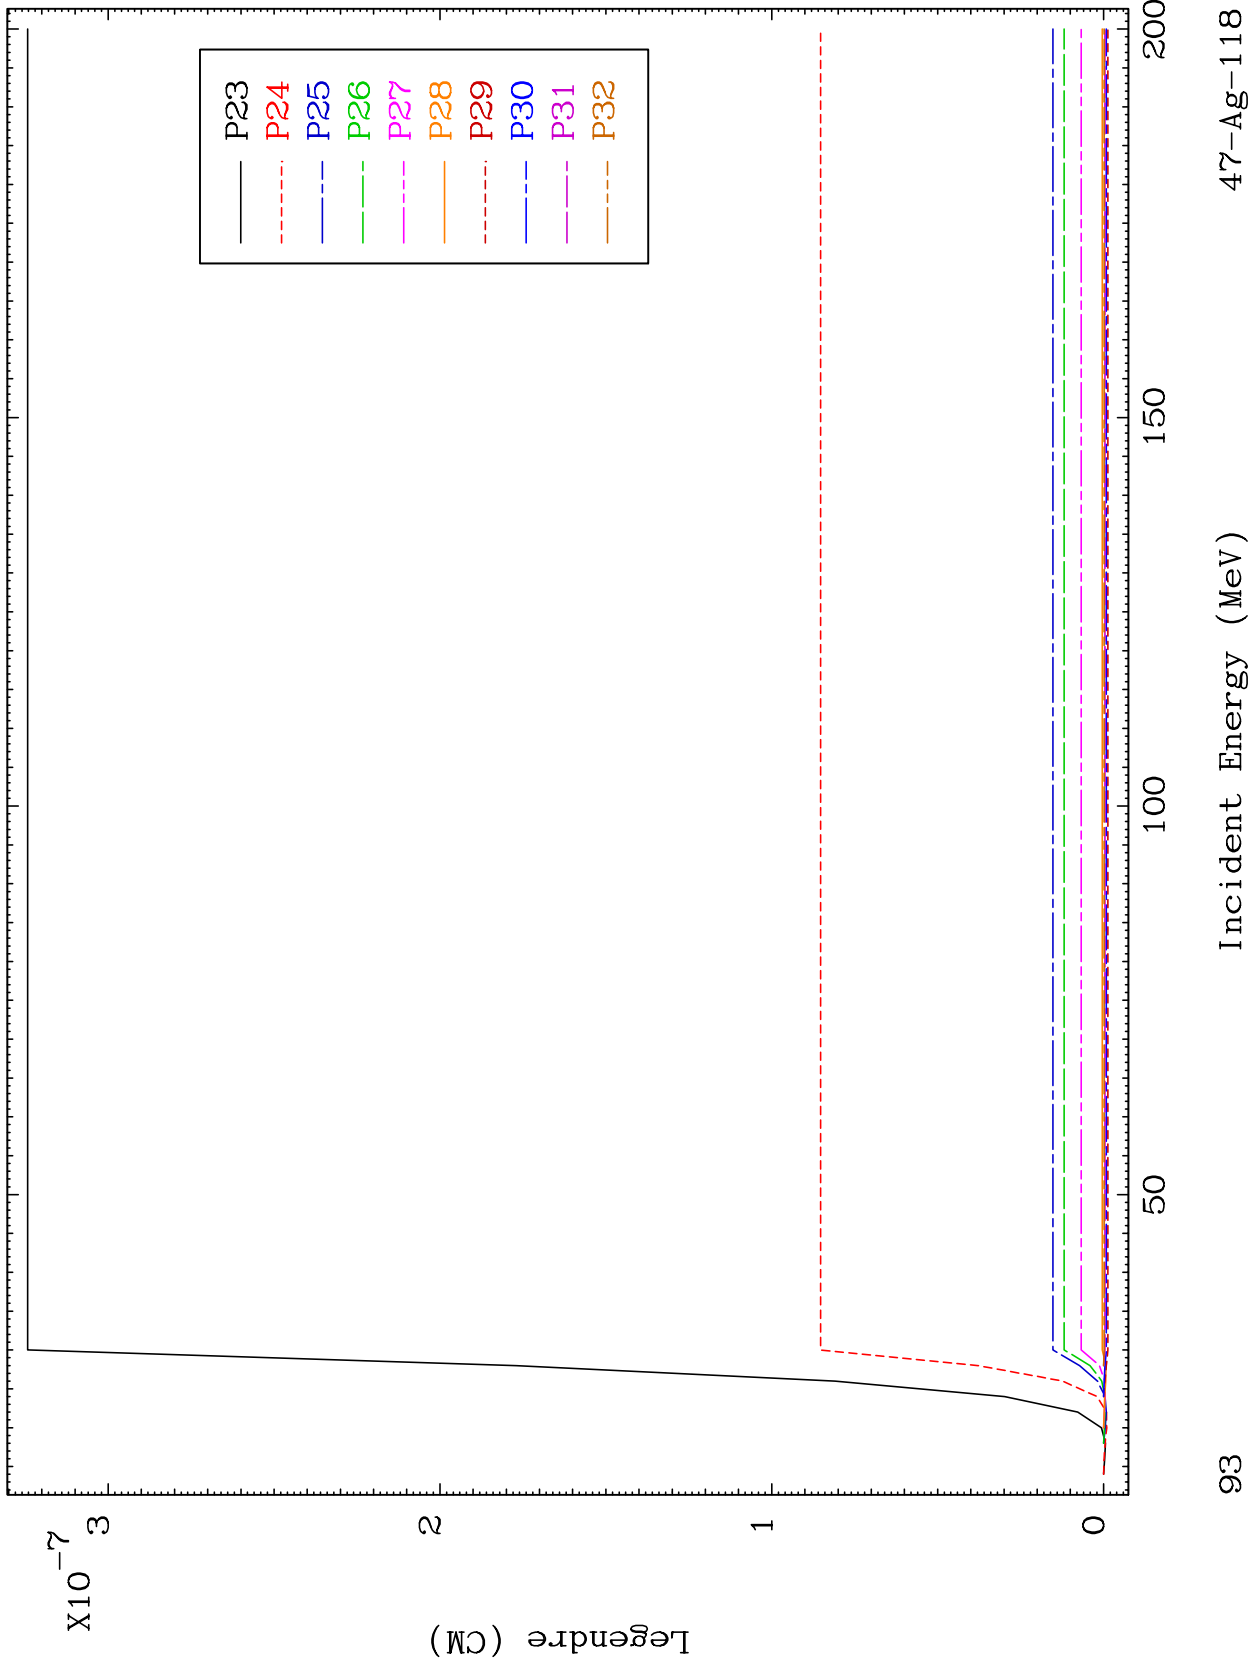 X10-7
3
2
1
0
Legendre (CM)
P23
P24
P25
P26
P27
P28
P29
P30
P31
P32
50
100
150
200
Incident Energy (MeV)
93
47-Ag-118